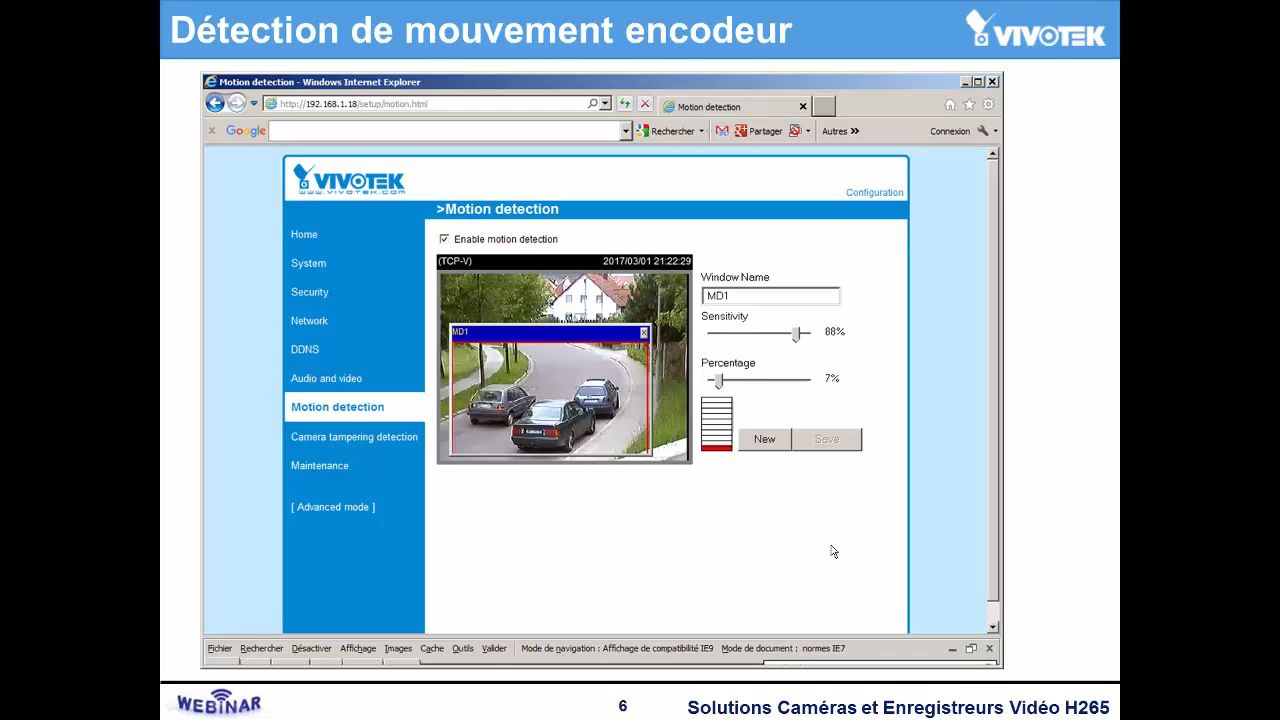 Détection de mouvement encodeur
VIVOTEK
Motion detection - Windows Internet Explorer
http://192.168.1.18/setup/motion.html
Motion detection
Google
Rechercher
Partager
Autres
Connexion
VIVOTEK
WWW.VIVOTEK.COM
Configuration
>Motion detection
Home
System
Security
Network
DDNS
Audio and video
Motion detection
Camera tampering detection
Maintenance
[ Advanced mode ]
Enable motion detection
(TCP-V) 2017/03/01 21:22:29
MD1
Window Name
MD1
Sensitivity
88%
Percentage
7%
New
Save
Fichier Rechercher Désactiver Affichage Images Cache Outils Valider Mode de navigation : Affichage de compatibilité IE9 Mode de document : normes IE7
WEBINAR
6
Solutions Caméras et Enregistreurs Vidéo H265